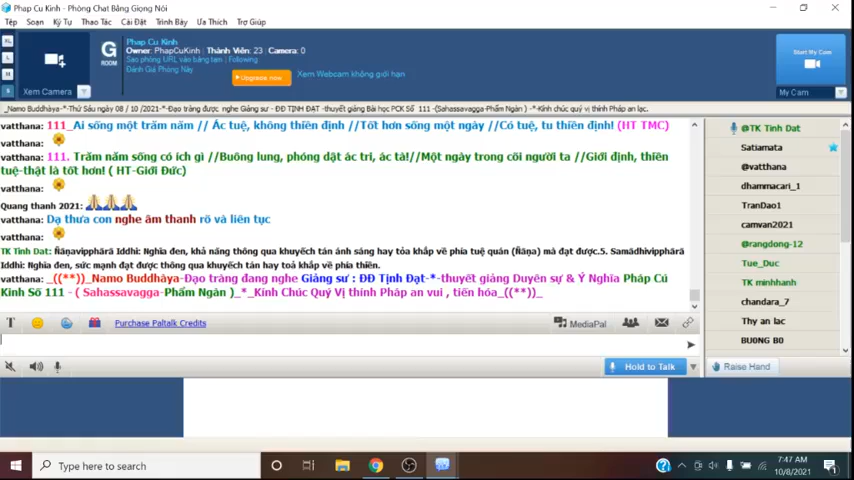 Phap Cu Kinh - Phòng Chat Bằng Giọng Nói
Tệp Soạn Ký Tự Thao Tác Cài Đặt Trình Bày Ưa Thích Trợ Giúp
Xem Camera
G
ROOM
Phap Cu Kinh
Owner: PhapCuKinh | Thành Viên: 23 | Camera: 0
Sao phỏng URL vào bảng tạm | Following
Đánh Giá Phòng Này
Upgrade now
Xem Webcam không giới hạn
Start My Cam
My Cam
XL
L
M
S
_Namo Buddhàya-*-Thứ Sáu ngày 08 / 10 /2021-*-Đạo tràng được nghe Giảng sư - ĐĐ TỊNH ĐẠT -thuyết giảng Bài học PCK Số 111 -(Sahassavagga-Phẩm Ngàn ) -*-Kính chúc quý vị thính Pháp an lạc.
vatthana: 111_Ai sống một trăm năm // Ác tuệ, không thiền định //Tốt hơn sống một ngày //Có tuệ, tu thiền định! (HT TMC)
vatthana:
vatthana: 111. Trăm năm sống có ích gì //Buông lung, phóng dật ác trí, ác tà!//Một ngày trong cõi người ta //Giới định, thiền
tuệ-thật là tốt hơn! ( HT-Giới Đức)
vatthana:
Quang thanh 2021:
vatthana: Dạ thưa con nghe âm thanh rõ và liên tục
vatthana:
TK Tinh Dat: Ñāṇavipphārā Iddhi: Nghĩa đen, khả năng thông qua khuyếch tán ánh sáng hay tỏa khắp về phía tuệ quán (Ñāṇa) mà đạt được.5. Samādhivipphārā
Iddhi: Nghĩa đen, sức mạnh đạt được thông qua khuyếch tán hay toả khắp về phía thiền.
vatthana: _((**))_Namo Buddhàya-Đạo tràng đang nghe Giảng sư : ĐĐ Tịnh Đạt-*-thuyết giảng Duyên sự & Ý Nghĩa Pháp Cú
Kinh Số 111 - ( Sahassavagga-Phẩm Ngàn )_*_Kính Chúc Quý Vị thính Pháp an vui , tiến hóa_((**))_
@TK Tinh Dat
Satiamata
@vatthana
dhammacari_1
TranDao1
camvan2021
@rangdong-12
Tue_Duc
TK minhhanh
chandara_7
Thy an lac
BUONG BO
T
Purchase Paltalk Credits
MediaPal
Hold to Talk
Raise Hand
Type here to search
7:47 AM
10/8/2021
1